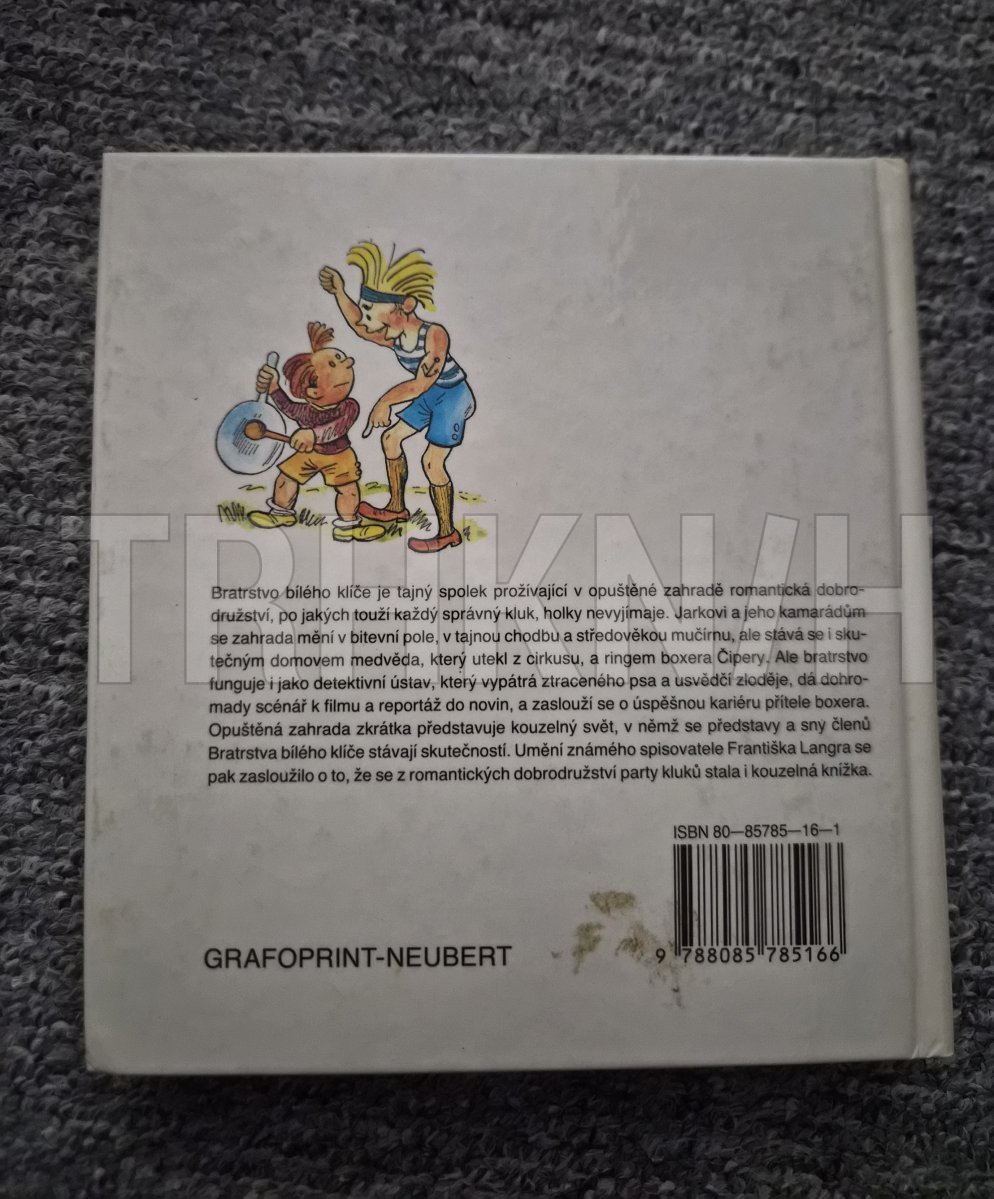 TRHKNIH
Bratrstvo bílého klíče je tajný spolek prožívající v opuštěné zahradě romantická dobro-
družství, po jakých touží každý správný kluk, holky nevyjímaje. Jarkovi a jeho kamarádům
se zahrada mění v bitevní pole, v tajnou chodbu a středověkou mučírnu, ale stává se i sku-
tečným domovem medvěda, který utekl z cirkusu, a ringem boxera Čipery. Ale bratrstvo
funguje i jako detektivní ústav, který vypátrá ztraceného psa a usvědčí zloděje, dá dohro-
mady scénář k filmu a reportáž do novin, a zaslouží se o úspěšnou kariéru přítele boxera.
Opuštěná zahrada zkrátka představuje kouzelný svět, v němž se představy a sny členů
Bratrstva bílého klíče stávají skutečností. Umění známého spisovatele Františka Langra se
pak zasloužilo o to, že se z romantických dobrodružství party kluků stala i kouzelná knížka.
ISBN 80—85785—16—1
9 788085 785166
GRAFOPRINT-NEUBERT